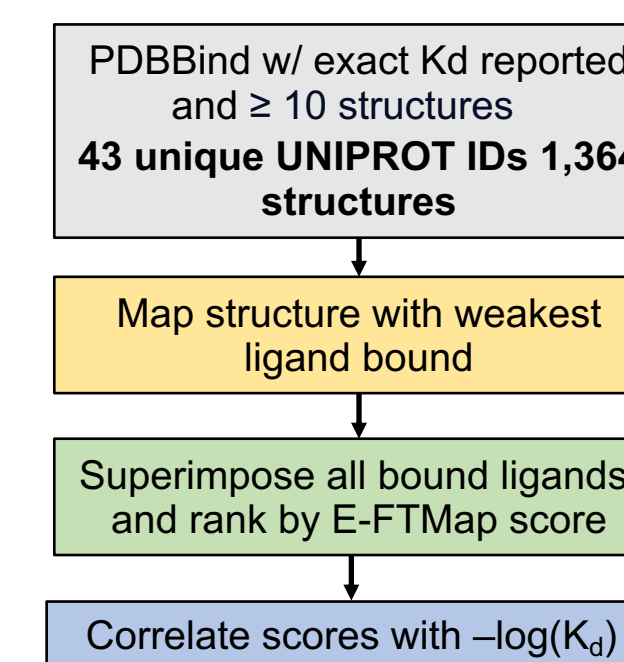 PDBBind w/ exact Kd reported
and ≥ 10 structures
43 unique UNIPROT IDs 1,364
structures
Map structure with weakest
ligand bound
Superimpose all bound ligands
and rank by E-FTMap score
Correlate scores with –log(Kd)